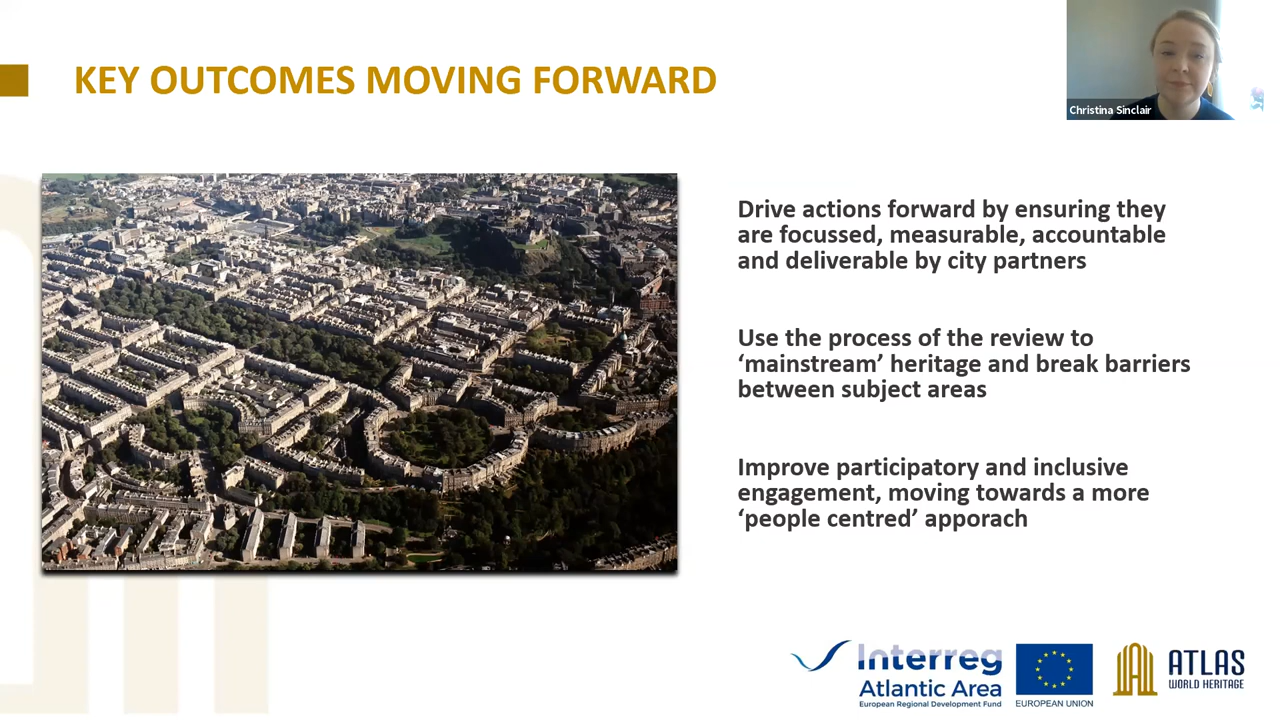 KEY OUTCOMES MOVING FORWARD
Christina Sinclair
Drive actions forward by ensuring they
are focussed, measurable, accountable
and deliverable by city partners
Use the process of the review to
‘mainstream’ heritage and break barriers
between subject areas
Improve participatory and inclusive
engagement, moving towards a more
‘people centred’ apporach
Interreg
Atlantic Area
European Regional Development Fund
EUROPEAN UNION
ATLAS
WORLD HERITAGE